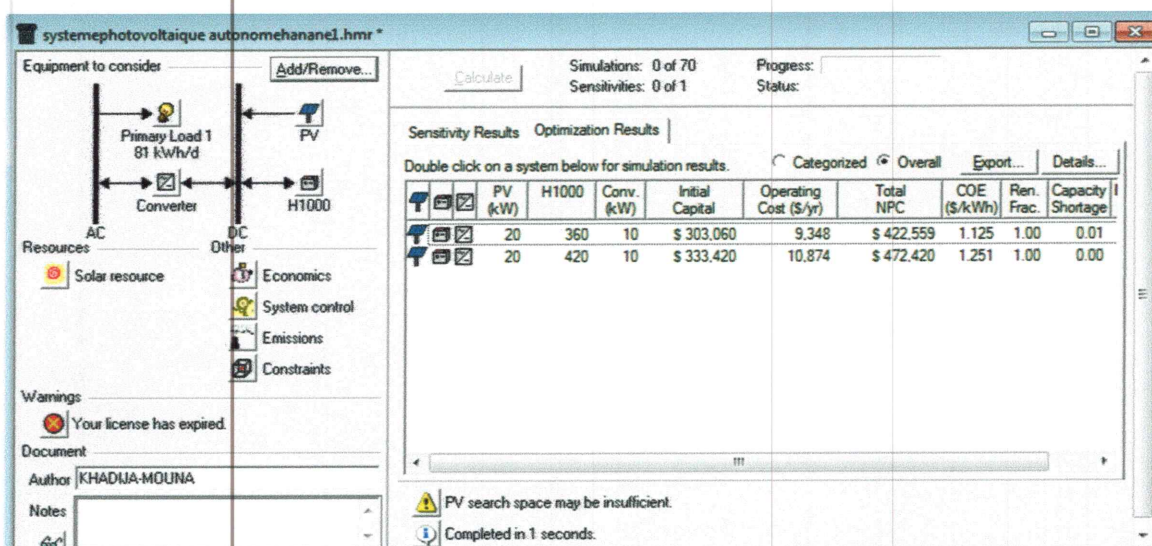 systemephotovoltaique autonomehanane1.hmr *
Equipment to consider
Add/Remove...
Primary Load 1
81 kWh/d
PV
Converter
H1000
AC
DC
Resources
Other
Solar resource
Economics
System control
Emissions
Constraints
Warnings
Your license has expired.
Document
Author KHADIJA-MOUNA
Notes
Calculate
Simulations: 0 of 70
Progress:
Sensitivities: 0 of 1
Status:
Sensitivity Results Optimization Results
Double click on a system below for simulation results.
Categorized Overall Export... Details...
PV (kW) H1000 Conv. (kW) Initial Capital Operating Cost ($/yr) Total NPC COE ($/kWh) Ren. Frac. Capacity Shortage
20 360 10 $ 303,060 9,348 $ 422,559 1.125 1.00 0.01
20 420 10 $ 333,420 10,874 $ 472,420 1.251 1.00 0.00
PV search space may be insufficient.
Completed in 1 seconds.